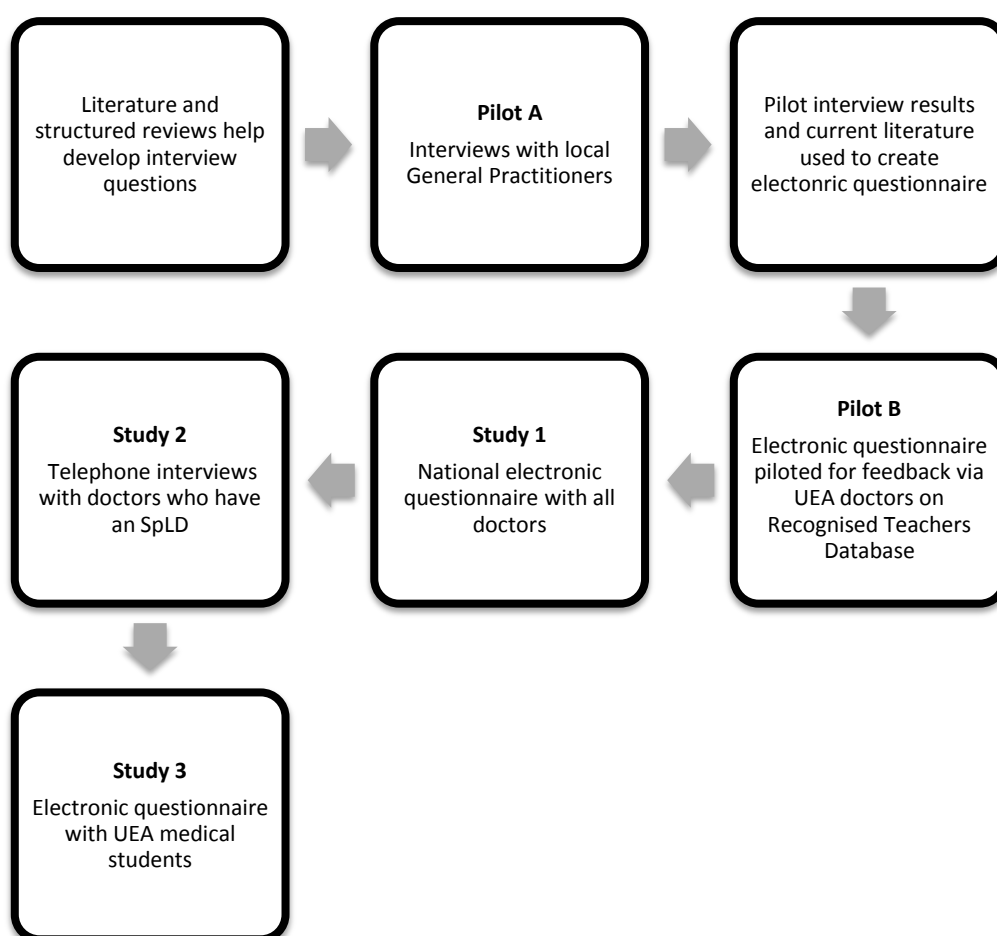 Literature and
structured reviews help
develop interview
questions
Pilot A
Interviews with local
General Practitioners
Pilot interview results
and current literature
used to create
electonric questionnaire
Pilot B
Electronic questionnaire
piloted for feedback via
UEA doctors on
Recognised Teachers
Database
Study 1
National electronic
questionnaire with all
doctors
Study 2
Telephone interviews
with doctors who have
an SpLD
Study 3
Electronic questionnaire
with UEA medical
students